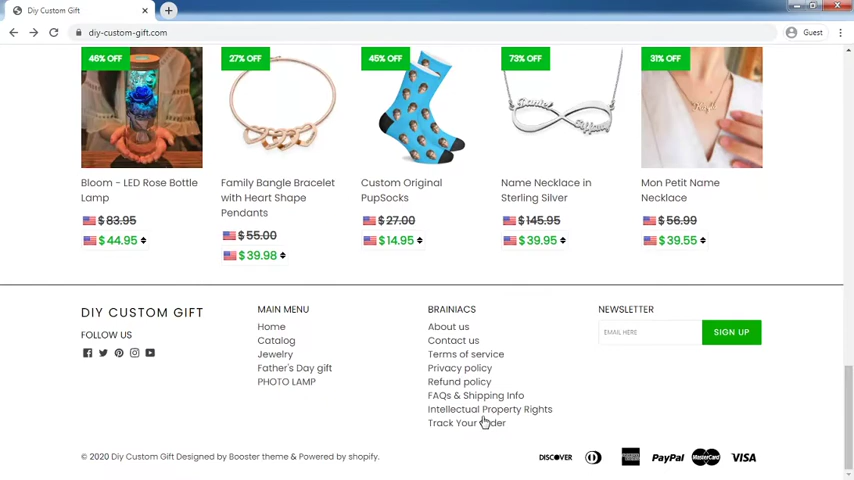 Diy Custom Gift
diy-custom-gift.com
Guest
46% OFF
27% OFF
45% OFF
73% OFF
31% OFF
Daniel
Tiffany
Bloom - LED Rose Bottle
Lamp
$ 83.95
$ 44.95
Family Bangle Bracelet
with Heart Shape
Pendants
$ 55.00
$ 39.98
Custom Original
PupSocks
$ 27.00
$ 14.95
Name Necklace in
Sterling Silver
$ 145.95
$ 39.95
Mon Petit Name
Necklace
$ 56.99
$ 39.55
DIY CUSTOM GIFT
FOLLOW US
MAIN MENU
Home
Catalog
Jewelry
Father's Day gift
PHOTO LAMP
BRAINIACS
About us
Contact us
Terms of service
Privacy policy
Refund policy
FAQs & Shipping Info
Intellectual Property Rights
Track Your Order
NEWSLETTER
EMAIL HERE
SIGN UP
© 2020 Diy Custom Gift Designed by Booster theme & Powered by shopify.
DISCOVER
PayPal
MasterCard
VISA